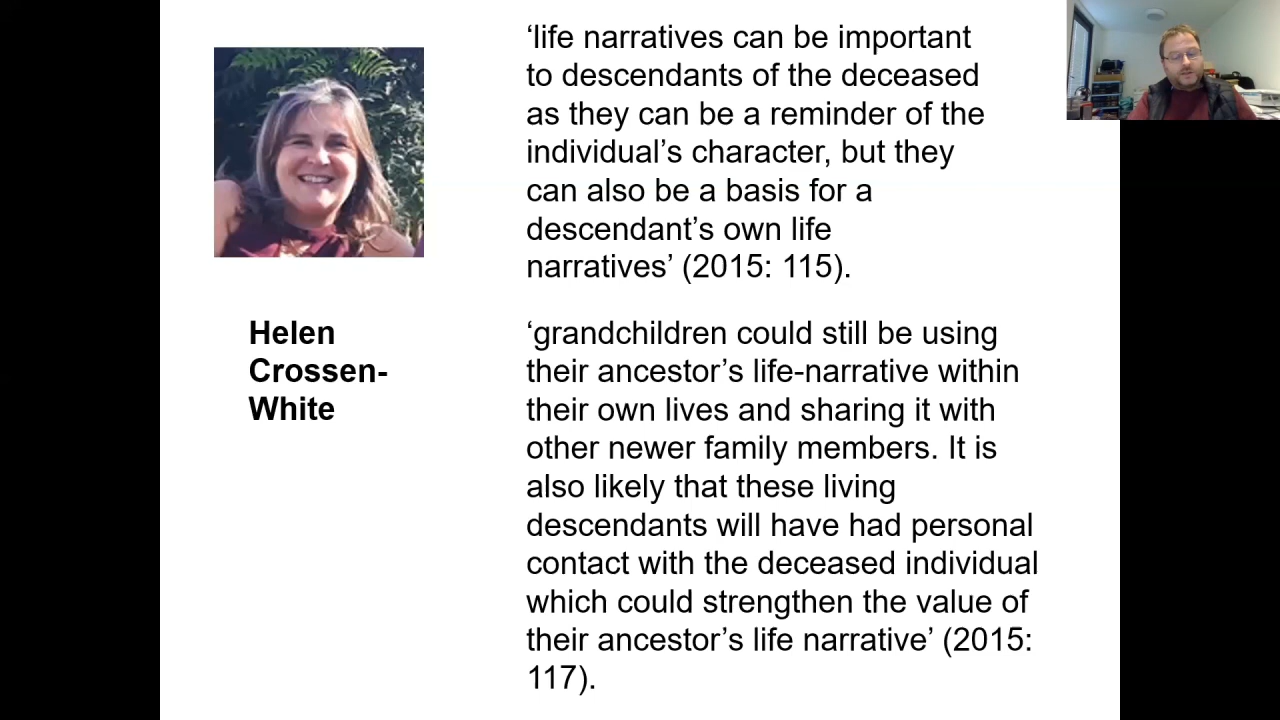 ‘life narratives can be important
to descendants of the deceased
as they can be a reminder of the
individual’s character, but they
can also be a basis for a
descendant’s own life
narratives’ (2015: 115).
Helen
Crossen-
White
‘grandchildren could still be using
their ancestor’s life-narrative within
their own lives and sharing it with
other newer family members. It is
also likely that these living
descendants will have had personal
contact with the deceased individual
which could strengthen the value of
their ancestor’s life narrative’ (2015:
117).